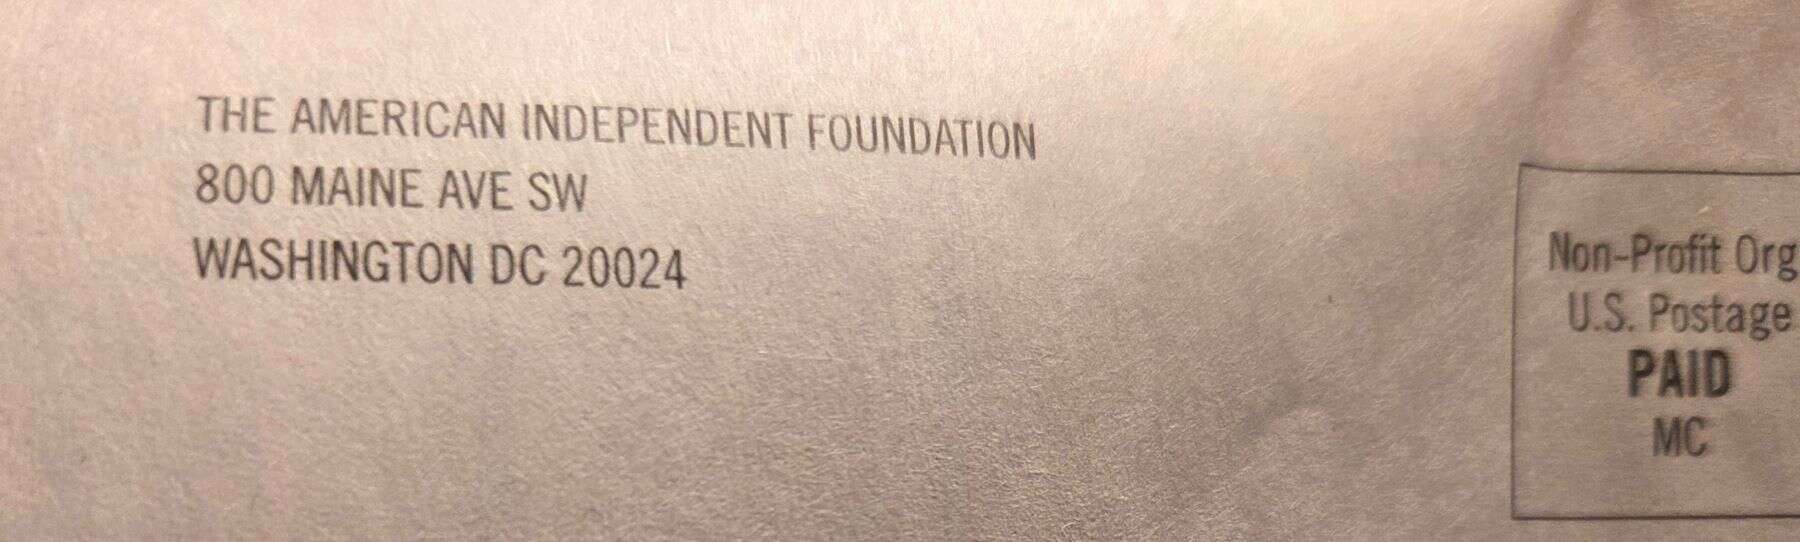 THE AMERICAN INDEPENDENT FOUNDATION
800 MAINE AVE SW
WASHINGTON DC 20024
Non-Profit Org
U.S. Postage
PAID
MC